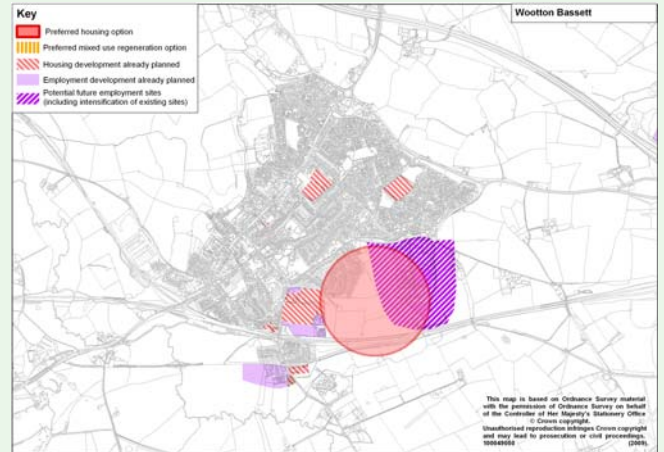 Key
Preferred housing option
Preferred mixed use regeneration option
Housing development already planned
Employment development already planned
Potential future employment sites
(including intensification of existing sites)
Wootton Bassett
This map is based on Ordnance Survey material
with the permission of Ordnance Survey on behalf
of the Controller of Her Majesty's Stationery Office
© Crown copyright.
Unauthorised reproduction infringes Crown copyright
and may lead to prosecution or civil proceedings.
(2009)